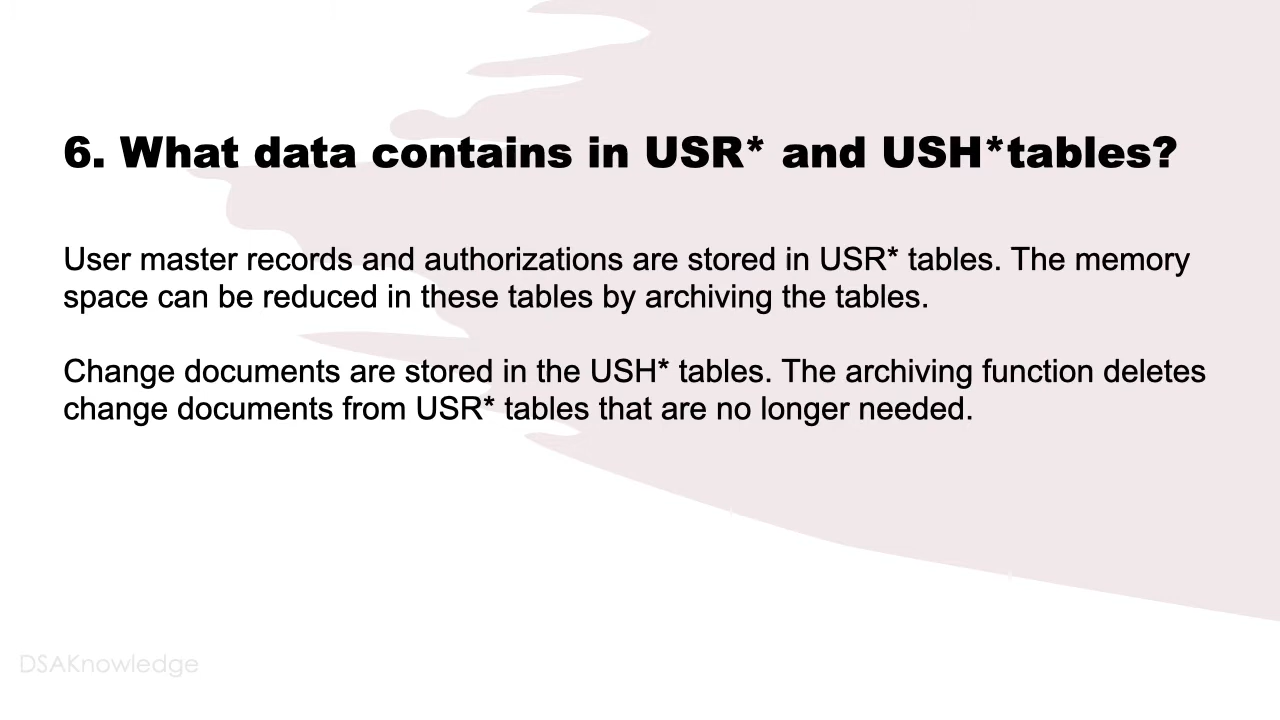 6. What data contains in USR* and USH*tables?
User master records and authorizations are stored in USR* tables. The memory
space can be reduced in these tables by archiving the tables.
Change documents are stored in the USH* tables. The archiving function deletes
change documents from USR* tables that are no longer needed.
DSAKnowledge